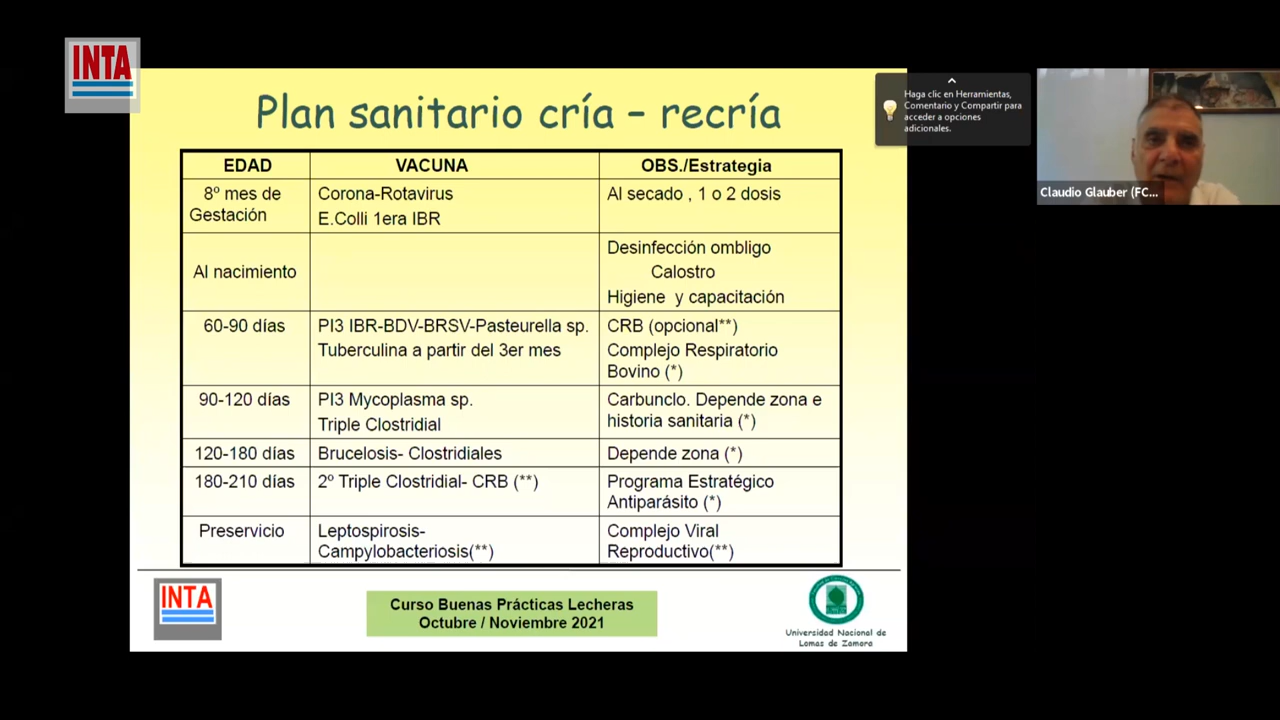 INTA
Plan sanitario cría – recría
Haga clic en Herramientas,
Comentario y Compartir para
acceder a opciones
adicionales.
Claudio Glauber (FC...
EDAD VACUNA OBS./Estrategia
8º mes de
Gestación
Corona-Rotavirus
E.Colli 1era IBR
Al secado , 1 o 2 dosis
Al nacimiento
Desinfección ombligo
Calostro
Higiene y capacitación
60-90 días
PI3 IBR-BDV-BRSV-Pasteurella sp.
Tuberculina a partir del 3er mes
CRB (opcional**)
Complejo Respiratorio
Bovino (*)
90-120 días
PI3 Mycoplasma sp.
Triple Clostridial
Carbunclo. Depende zona e
historia sanitaria (*)
120-180 días Brucelosis- Clostridiales Depende zona (*)
180-210 días 2º Triple Clostridial- CRB (**)
Programa Estratégico
Antiparásito (*)
Preservicio
Leptospirosis-
Campylobacteriosis(**)
Complejo Viral
Reproductivo(**)
INTA
Curso Buenas Prácticas Lecheras
Octubre / Noviembre 2021
Universidad Nacional de
Lomas de Zamora